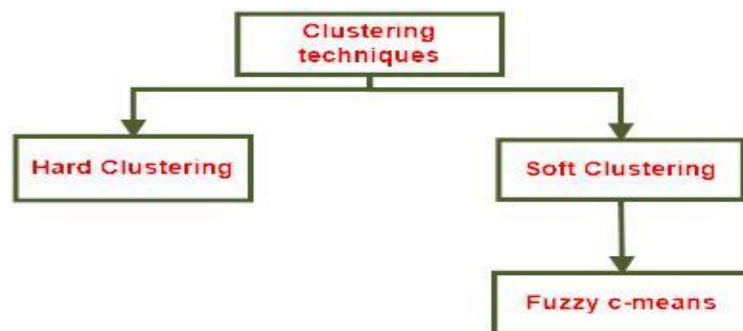 Clustering
techniques
Hard Clustering
Soft Clustering
Fuzzy c-means